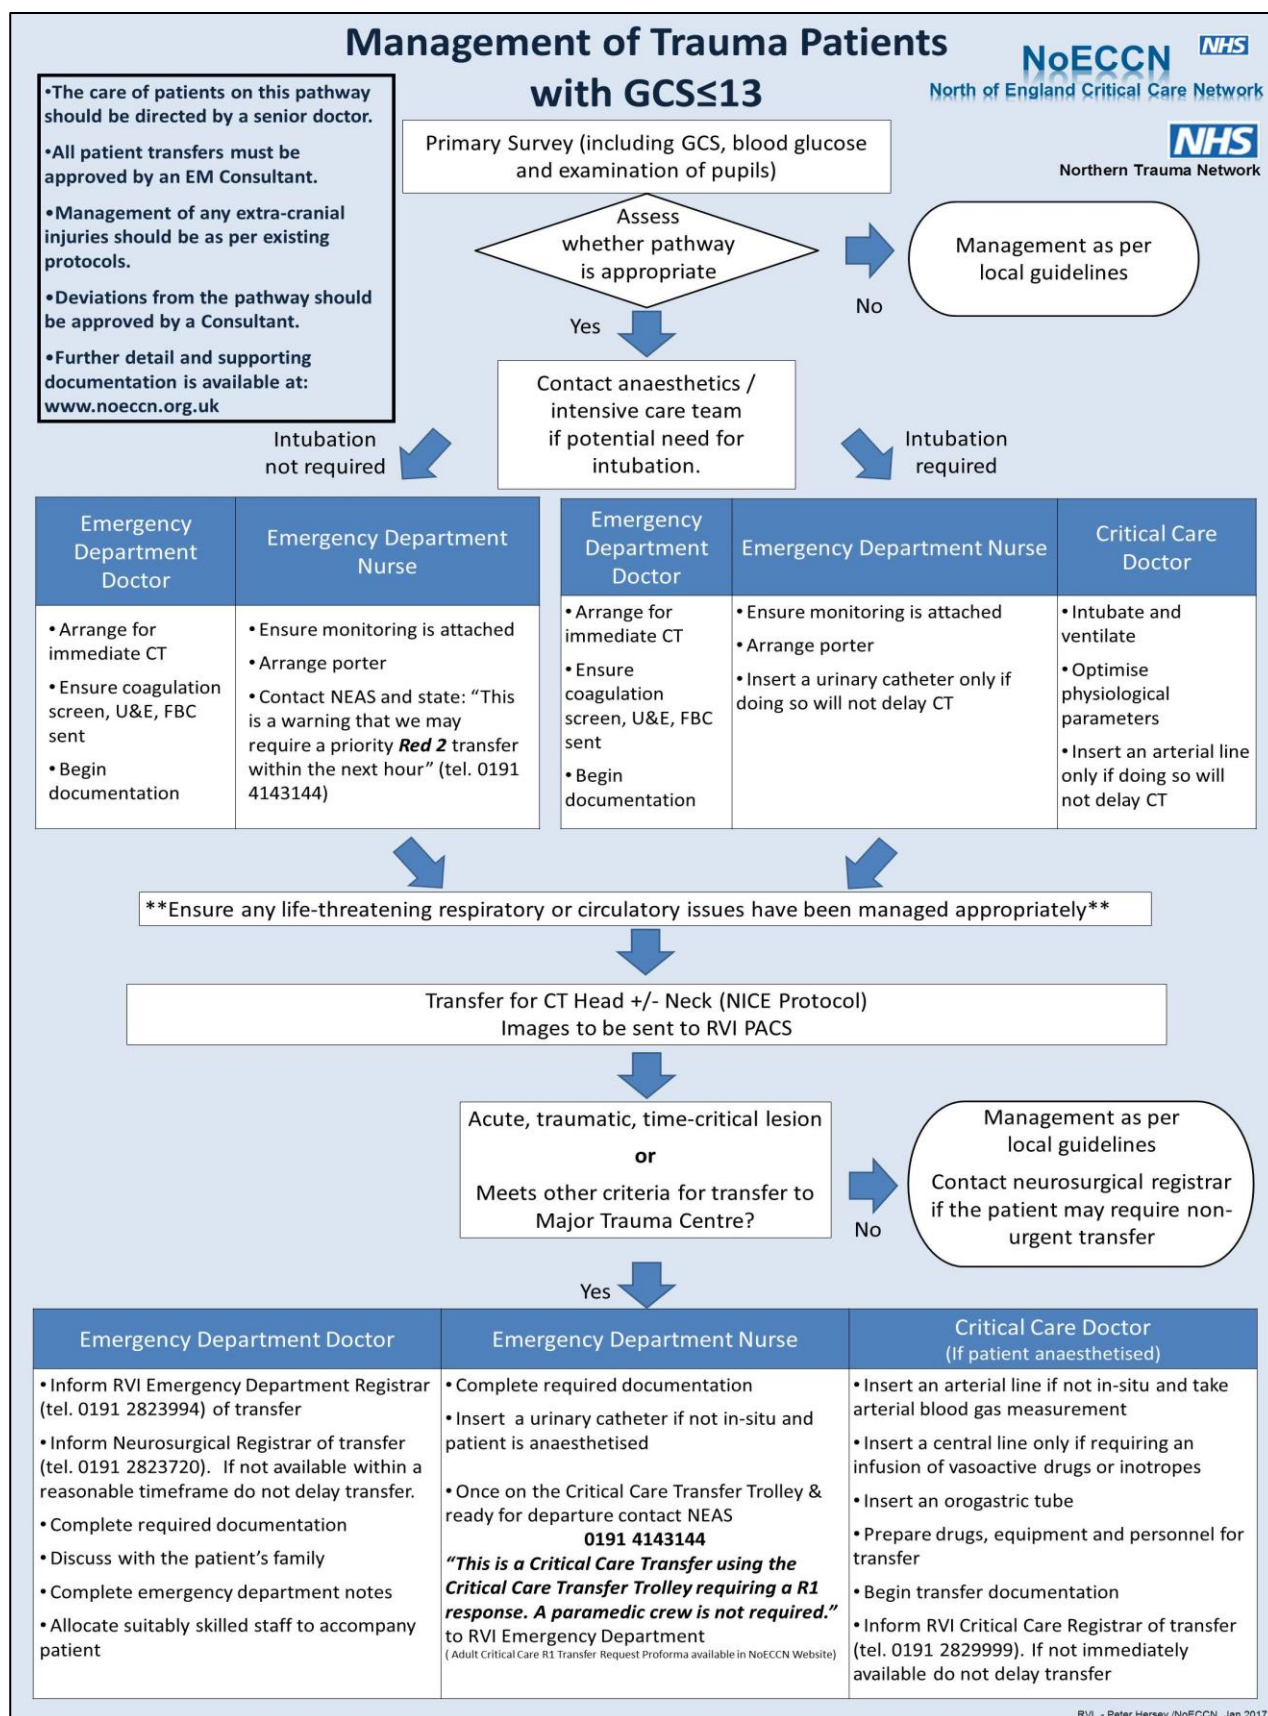 Management of Trauma Patients
with GCS≤13
NoECCN
NHS
North of England Critical Care Network
NHS
Northern Trauma Network
•The care of patients on this pathway
should be directed by a senior doctor.
•All patient transfers must be
approved by an EM Consultant.
•Management of any extra-cranial
injuries should be as per existing
protocols.
•Deviations from the pathway should
be approved by a Consultant.
•Further detail and supporting
documentation is available at:
www.noeccn.org.uk
Primary Survey (including GCS, blood glucose
and examination of pupils)
Assess
whether pathway
is appropriate
No
Management as per
local guidelines
Yes
Contact anaesthetics /
intensive care team
if potential need for
intubation.
Intubation
not required
Intubation
required
Emergency
Department
Doctor
Emergency Department
Nurse
• Arrange for
immediate CT
• Ensure coagulation
screen, U&E, FBC
sent
• Begin
documentation
• Ensure monitoring is attached
• Arrange porter
• Contact NEAS and state: “This
is a warning that we may
require a priority Red 2 transfer
within the next hour” (tel. 0191
4143144)
Emergency
Department
Doctor
Emergency Department Nurse
Critical Care
Doctor
• Arrange for
immediate CT
• Ensure
coagulation
screen, U&E, FBC
sent
• Begin
documentation
• Ensure monitoring is attached
• Arrange porter
• Insert a urinary catheter only if
doing so will not delay CT
• Intubate and
ventilate
• Optimise
physiological
parameters
• Insert an arterial line
only if doing so will
not delay CT
**Ensure any life-threatening respiratory or circulatory issues have been managed appropriately**
Transfer for CT Head +/- Neck (NICE Protocol)
Images to be sent to RVI PACS
Acute, traumatic, time-critical lesion
or
Meets other criteria for transfer to
Major Trauma Centre?
No
Management as per
local guidelines
Contact neurosurgical registrar
if the patient may require non-
urgent transfer
Yes
Emergency Department Doctor
Emergency Department Nurse
Critical Care Doctor
(If patient anaesthetised)
• Inform RVI Emergency Department Registrar
(tel. 0191 2823994) of transfer
• Inform Neurosurgical Registrar of transfer
(tel. 0191 2823720). If not available within a
reasonable timeframe do not delay transfer.
• Complete required documentation
• Discuss with the patient’s family
• Complete emergency department notes
• Allocate suitably skilled staff to accompany
patient
• Complete required documentation
• Insert a urinary catheter if not in-situ and
patient is anaesthetised
• Once on the Critical Care Transfer Trolley &
ready for departure contact NEAS
0191 4143144
“This is a Critical Care Transfer using the
Critical Care Transfer Trolley requiring a R1
response. A paramedic crew is not required.”
to RVI Emergency Department
( Adult Critical Care R1 Transfer Request Proforma available in NoECCN Website)
• Insert an arterial line if not in-situ and take
arterial blood gas measurement
• Insert a central line only if requiring an
infusion of vasoactive drugs or inotropes
• Insert an orogastric tube
• Prepare drugs, equipment and personnel for
transfer
• Begin transfer documentation
• Inform RVI Critical Care Registrar of transfer
(tel. 0191 2829999). If not immediately
available do not delay transfer
- Peter Hersey /NoECCN Jan 2017